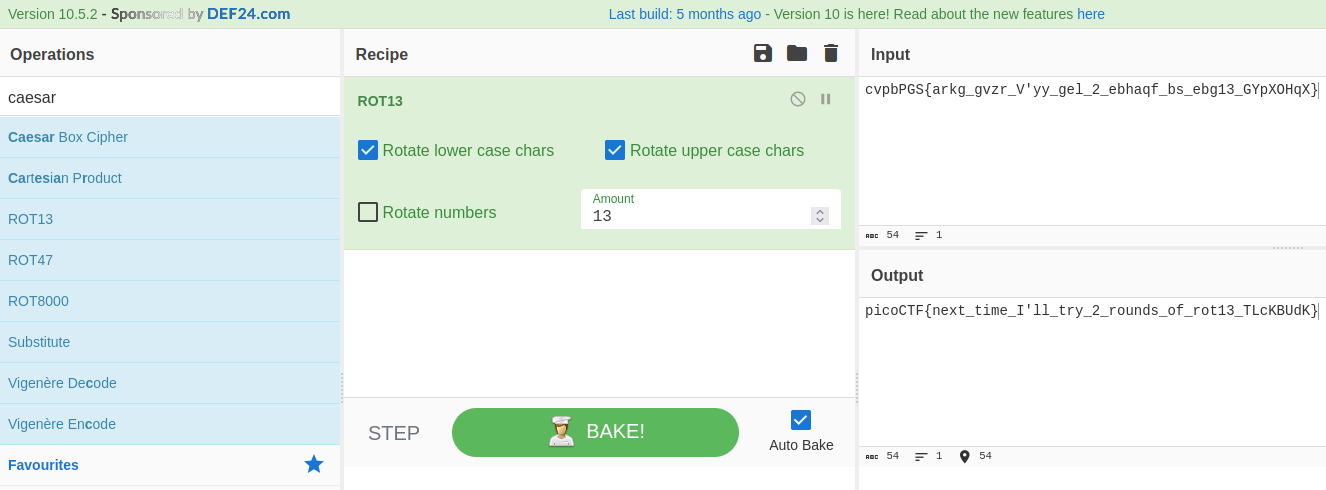 Version 10.5.2 - Sponsored by DEF24.com
Last build: 5 months ago - Version 10 is here! Read about the new features here
Operations
caesar
Caesar Box Cipher
Cartesian Product
ROT13
ROT47
ROT8000
Substitute
Vigenère Decode
Vigenère Encode
Favourites
Recipe
ROT13
Rotate lower case chars
Rotate upper case chars
Rotate numbers
Amount
13
STEP
BAKE!
Auto Bake
Input
cvpbPGS{arkg_gvzr_V'yy_gel_2_ebhaqf_bs_ebg13_GYpXOHqX}
ABC 54 1
Output
picoCTF{next_time_I'll_try_2_rounds_of_rot13_TLcKBUdK}
ABC 54 1 54